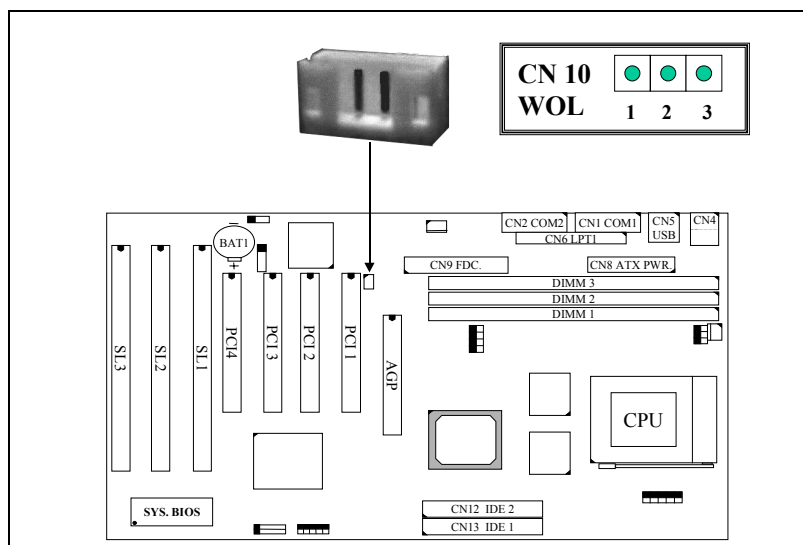 CN 10
WOL
1 2 3
BAT1
CN2 COM2
CN1 COM1
CN5
USB
CN4
CN6 LPT1
CN9 FDC.
CN8 ATX PWR.
DIMM 3
DIMM 2
DIMM 1
SL3
SL2
SL1
PCI4
PCI 3
PCI 2
PCI 1
AGP
CPU
SYS. BIOS
CN12 IDE 2
CN13 IDE 1